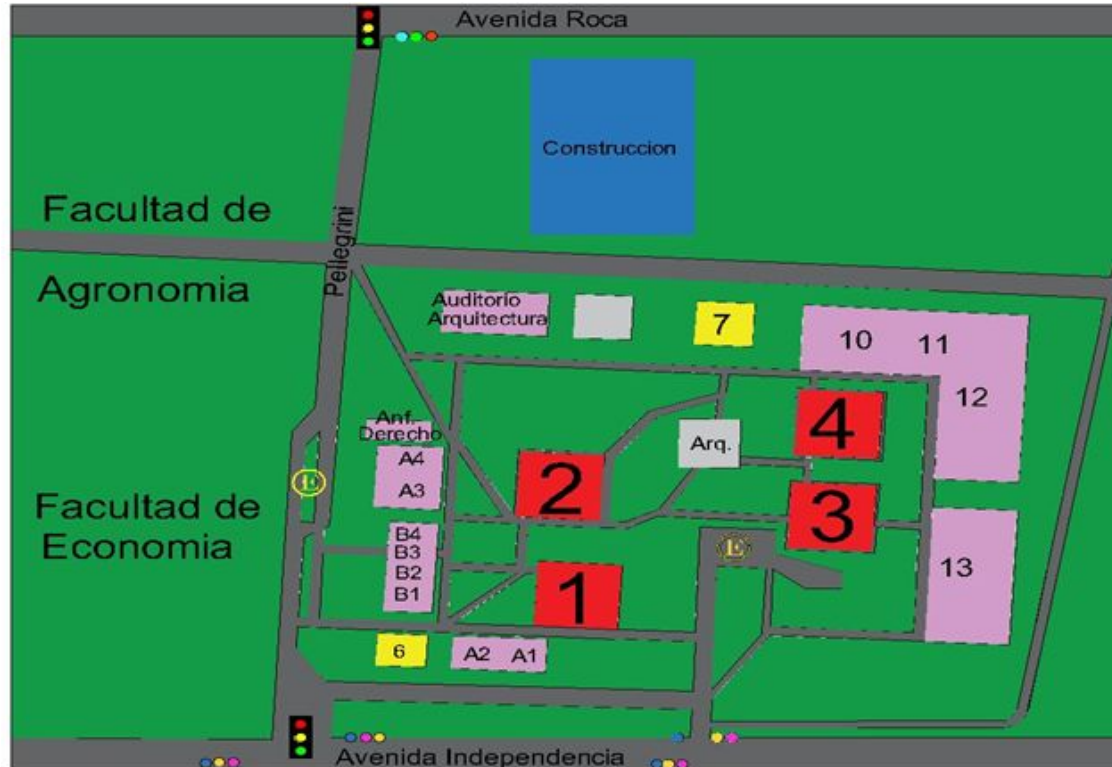 Avenida Roca
Construccion
Facultad de
Pellegrini
Agronomia
Auditorio
Arquitectura
7
10
11
12
4
Anf.
Derecho
Arq.
A4
A3
2
E
3
Facultad de
Economia
B4
B3
B2
B1
E
13
1
6
A2 A1
Avenida Independencia